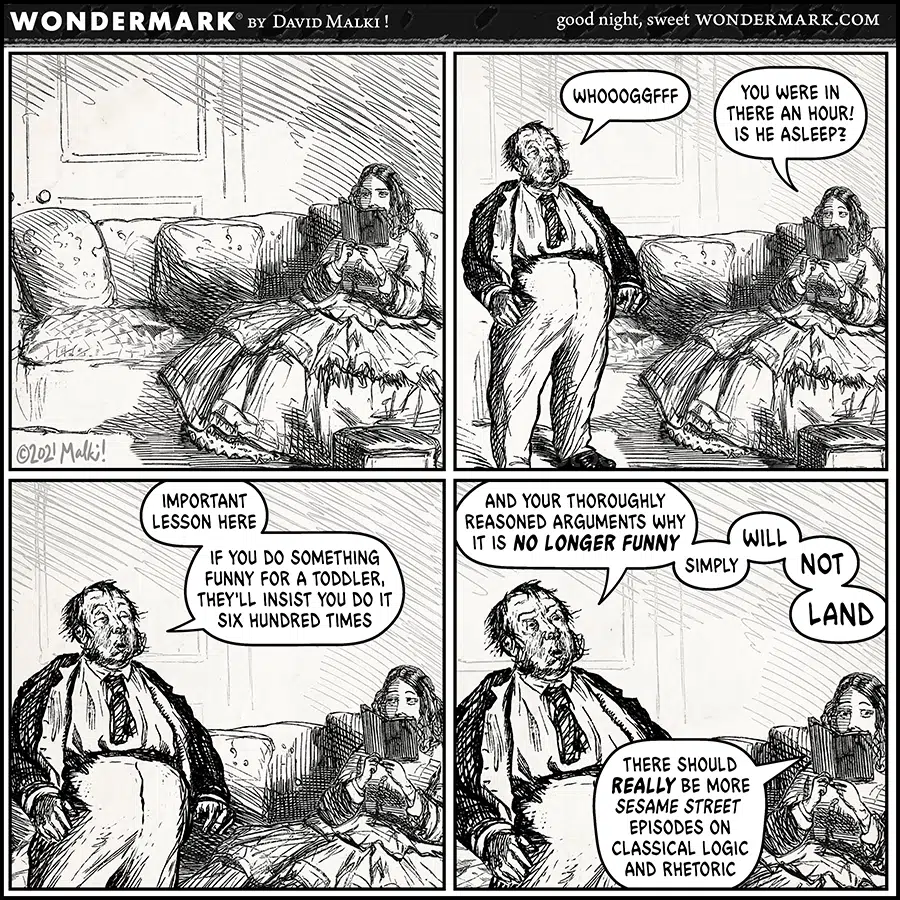 WONDERMARK® BY DAVID MALKI !
good night, sweet WONDERMARK.COM
©2021 Malki!
WHOOOGGFFF
YOU WERE IN
THERE AN HOUR!
IS HE ASLEEP?
IMPORTANT
LESSON HERE
IF YOU DO SOMETHING
FUNNY FOR A TODDLER,
THEY'LL INSIST YOU DO IT
SIX HUNDRED TIMES
AND YOUR THOROUGHLY
REASONED ARGUMENTS WHY
IT IS NO LONGER FUNNY
SIMPLY
WILL
NOT
LAND
THERE SHOULD
REALLY BE MORE
SESAME STREET
EPISODES ON
CLASSICAL LOGIC
AND RHETORIC